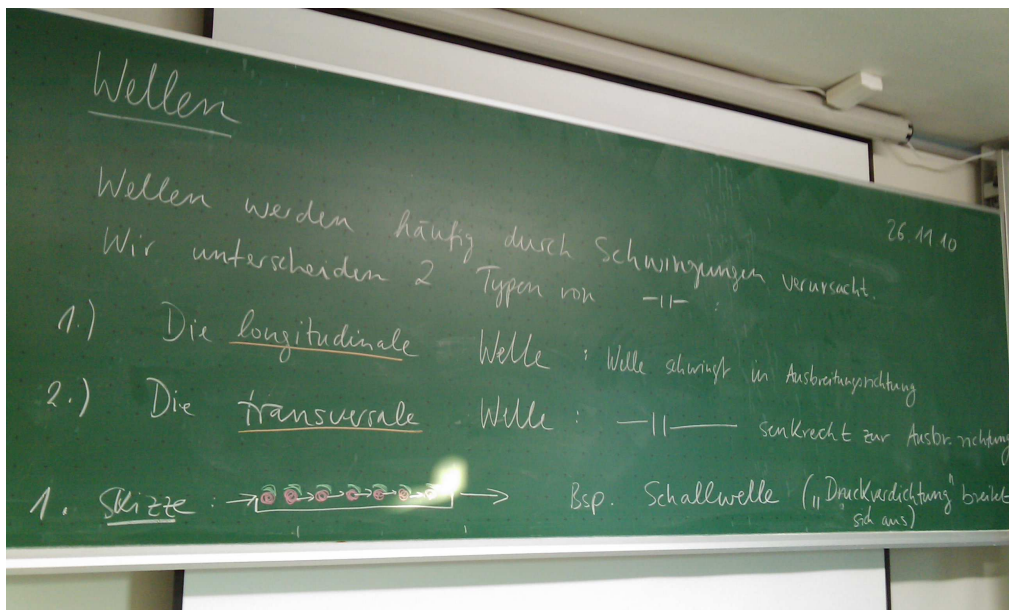 Wellen
26.11.10
Wellen werden häufig durch Schwingungen verursacht.
Wir unterscheiden 2 Typen von —||— :
1.) Die longitudinale Welle : Welle schwingt in Ausbreitungsrichtung
2.) Die transversale Welle : —||— senkrecht zur Ausbr.richtung
1. Skizze : Bsp. Schallwelle („Druckverdichtung" breitet
sich aus)